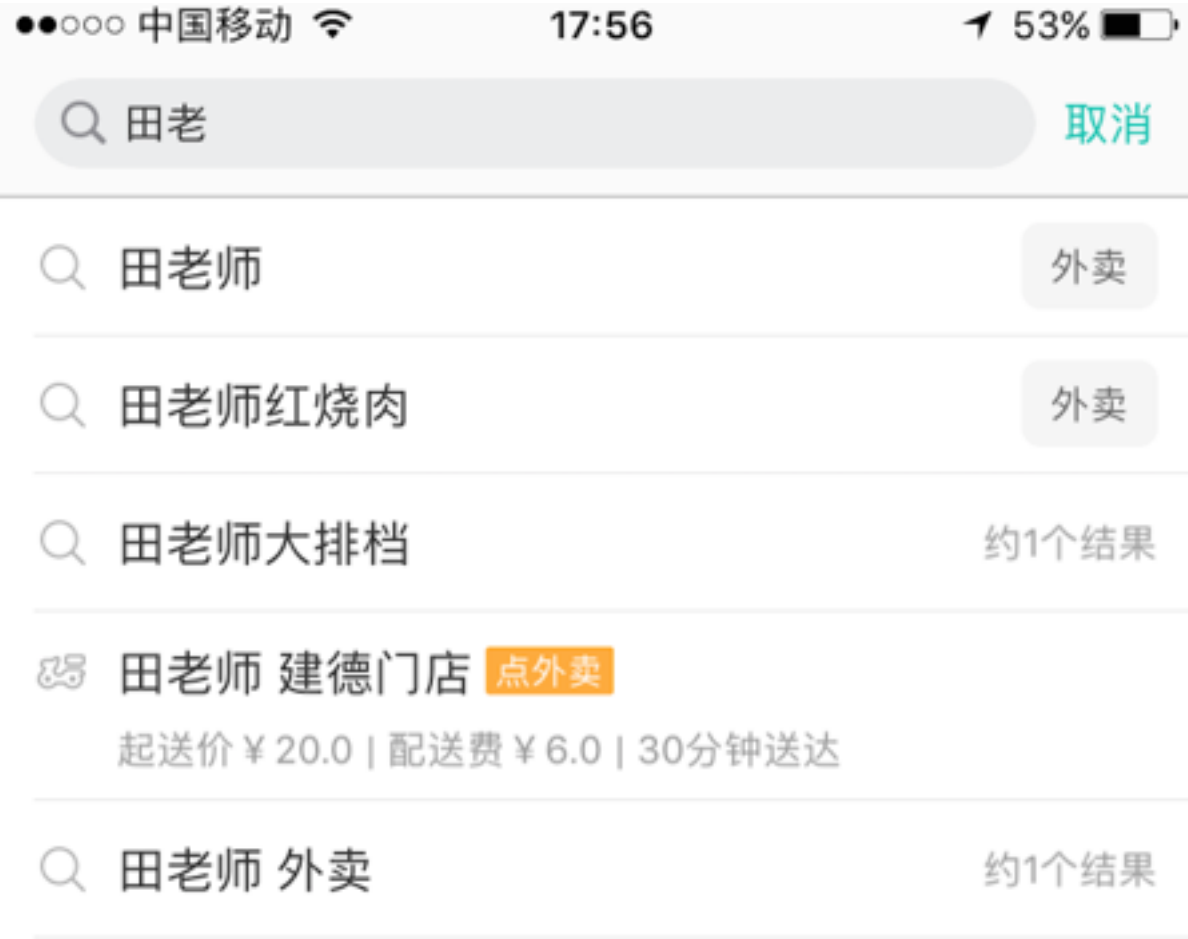 中国移动 17:56 53%
田老 取消
田老师 外卖
田老师红烧肉 外卖
田老师大排档 约1个结果
田老师 建德门店 点外卖
起送价 ¥ 20.0 | 配送费 ¥ 6.0 | 30分钟送达
田老师 外卖 约1个结果